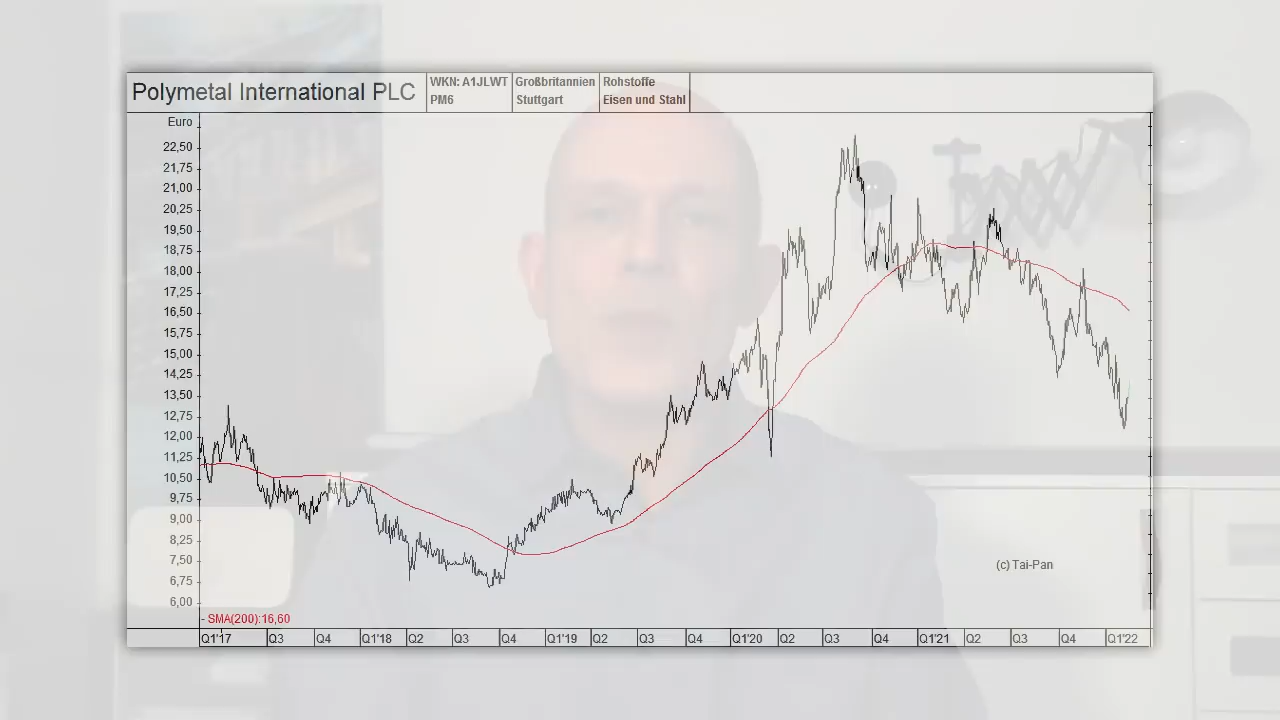 Polymetal International PLC
WKN: A1JLWT
PM6
Großbritannien
Stuttgart
Rohstoffe
Eisen und Stahl
Euro
22,50
21,75
21,00
20,25
19,50
18,75
18,00
17,25
16,50
15,75
15,00
14,25
13,50
12,75
12,00
11,25
10,50
9,75
9,00
8,25
7,50
6,75
6,00
(c) Tai-Pan
- SMA(200):16,60
Q1'17 Q3 Q4 Q1'18 Q2 Q3 Q4 Q1'19 Q2 Q3 Q4 Q1'20 Q2 Q3 Q4 Q1'21 Q2 Q3 Q4 Q1'22